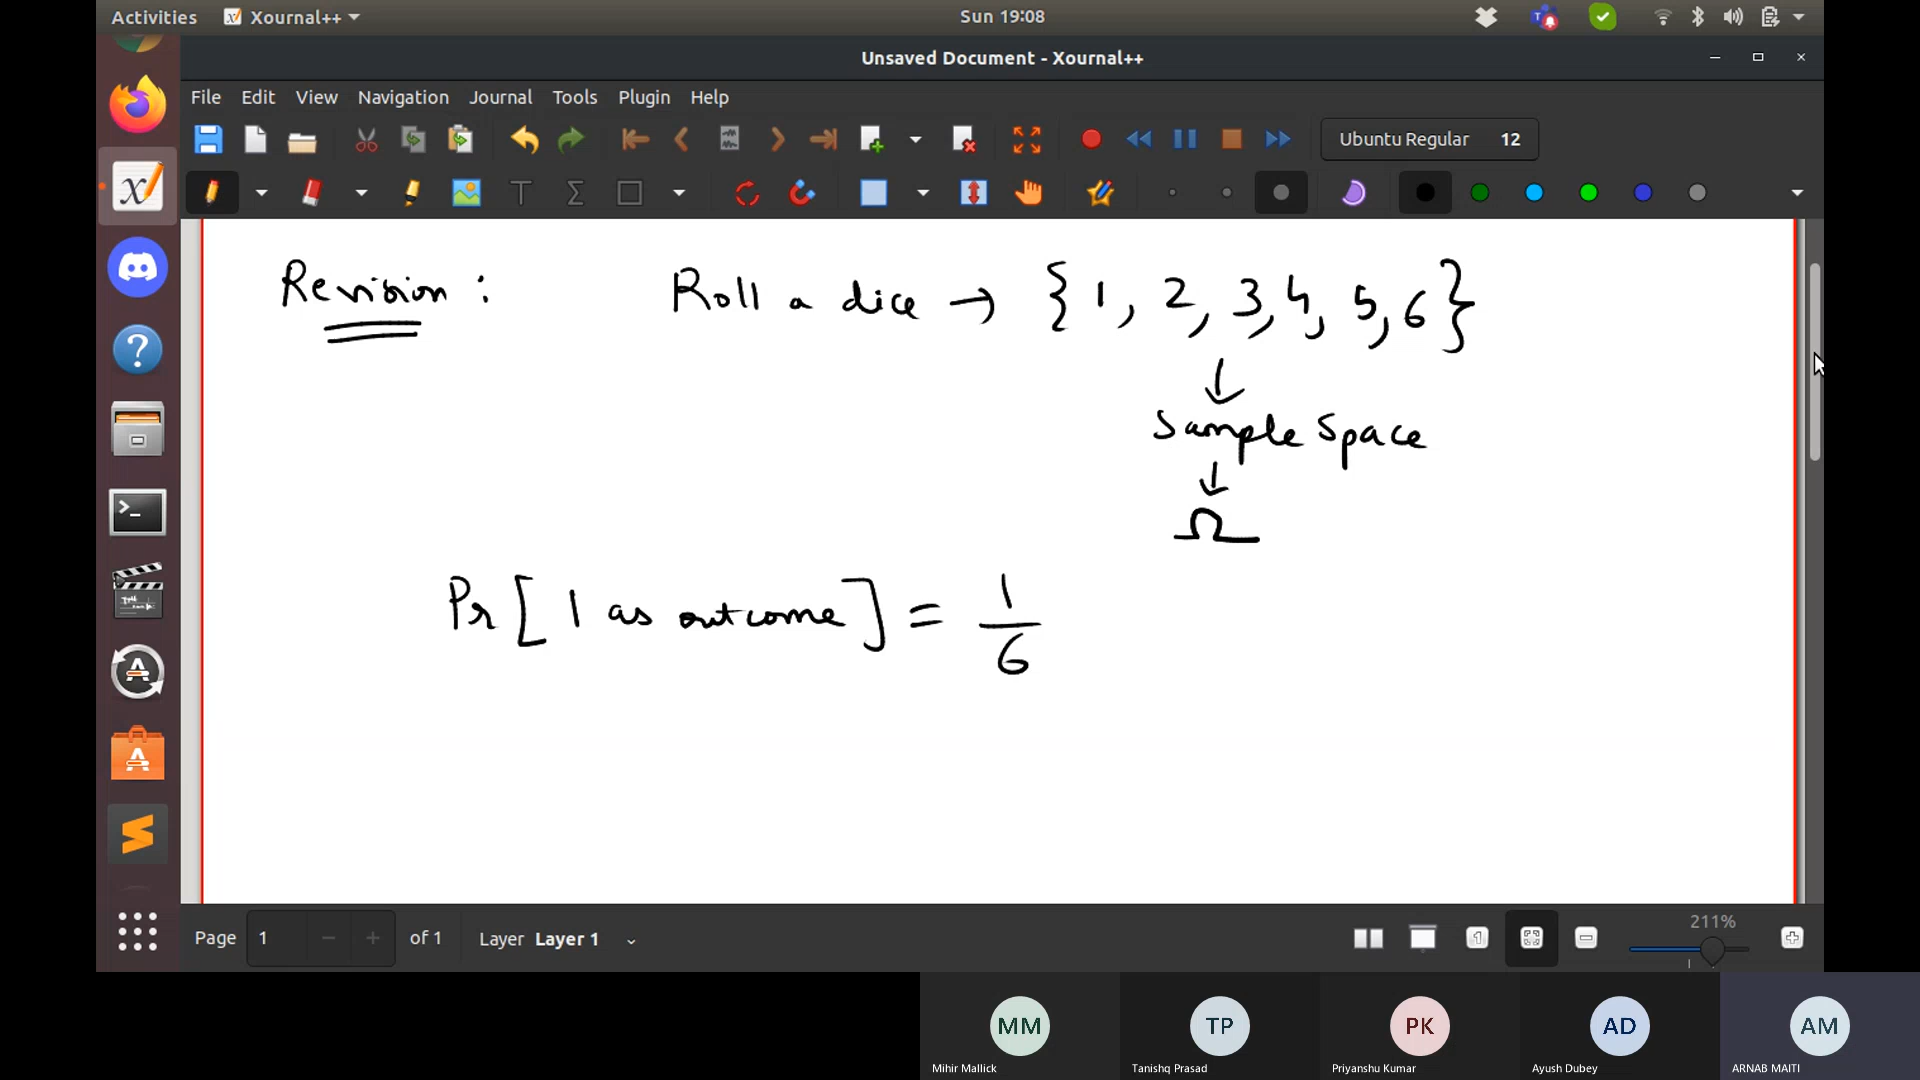 Activities Xournal++ Sun 19:08
Unsaved Document - Xournal++
File Edit View Navigation Journal Tools Plugin Help
Ubuntu Regular 12
Revision : Roll a dice → {1, 2, 3, 4, 5, 6}
↓
Sample Space
↓
Ω
Pr [ 1 as outcome ] = 1/6
Page 1 of 1 Layer Layer 1 211%
MM TP PK AD AM
Mihir Mallick Tanishq Prasad Priyanshu Kumar Ayush Dubey ARNAB MAITI